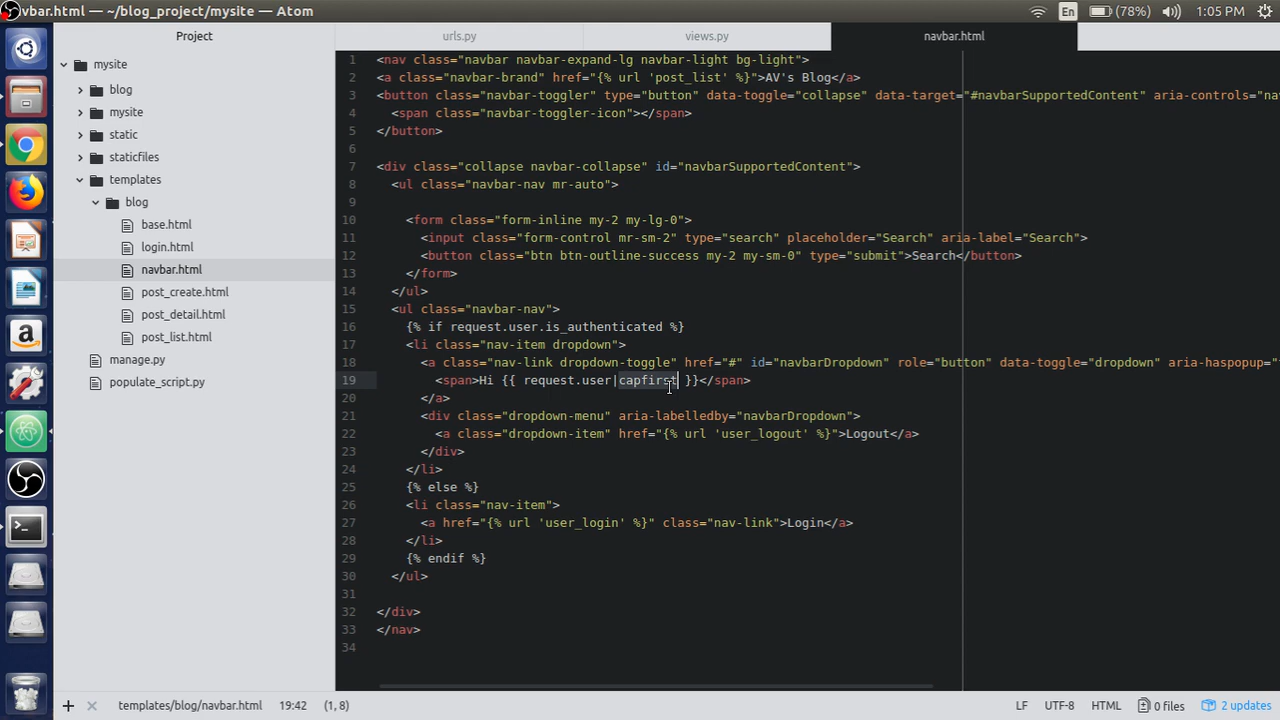 navbar.html — ~/blog_project/mysite — Atom
En
(78%)
1:05 PM
Project
mysite
blog
mysite
static
staticfiles
templates
blog
base.html
login.html
navbar.html
post_create.html
post_detail.html
post_list.html
manage.py
populate_script.py
urls.py
views.py
navbar.html
1 <nav class="navbar navbar-expand-lg navbar-light bg-light">
2 <a class="navbar-brand" href="{% url 'post_list' %}">AV's Blog</a>
3 <button class="navbar-toggler" type="button" data-toggle="collapse" data-target="#navbarSupportedContent" aria-controls="nav
4 <span class="navbar-toggler-icon"></span>
5 </button>
6
7 <div class="collapse navbar-collapse" id="navbarSupportedContent">
8 <ul class="navbar-nav mr-auto">
9
10 <form class="form-inline my-2 my-lg-0">
11 <input class="form-control mr-sm-2" type="search" placeholder="Search" aria-label="Search">
12 <button class="btn btn-outline-success my-2 my-sm-0" type="submit">Search</button>
13 </form>
14 </ul>
15 <ul class="navbar-nav">
16 {% if request.user.is_authenticated %}
17 <li class="nav-item dropdown">
18 <a class="nav-link dropdown-toggle" href="#" id="navbarDropdown" role="button" data-toggle="dropdown" aria-haspopup="t
19 <span>Hi {{ request.user|capfirst }}</span>
20 </a>
21 <div class="dropdown-menu" aria-labelledby="navbarDropdown">
22 <a class="dropdown-item" href="{% url 'user_logout' %}">Logout</a>
23 </div>
24 </li>
25 {% else %}
26 <li class="nav-item">
27 <a href="{% url 'user_login' %}" class="nav-link">Login</a>
28 </li>
29 {% endif %}
30 </ul>
31
32 </div>
33 </nav>
34
templates/blog/navbar.html
19:42
(1, 8)
LF
UTF-8
HTML
0 files
2 updates